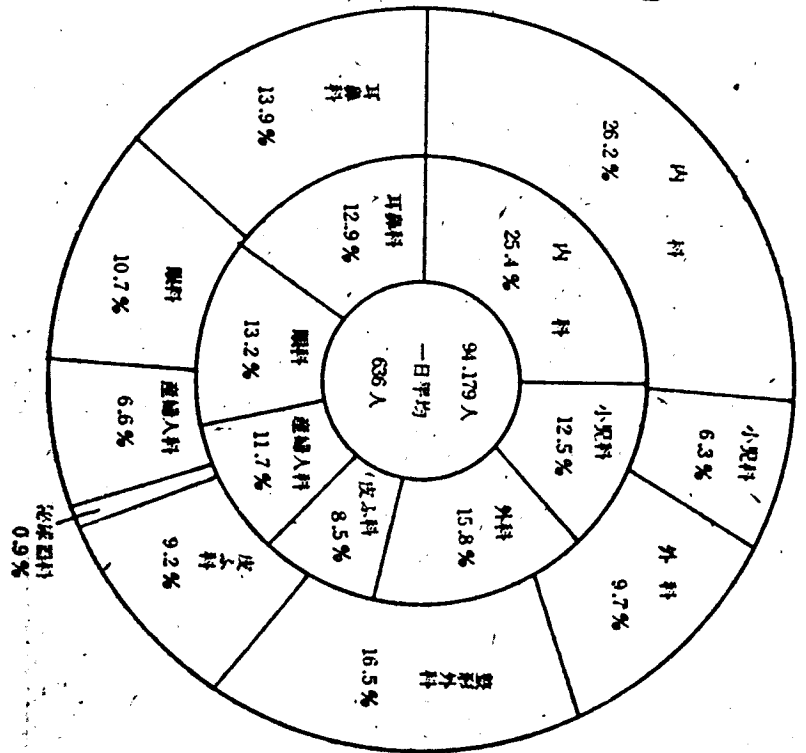 94.179人
一日平均
636人
内科
25.4%
小児科
12.5%
外科
15.8%
皮ふ科
8.5%
産婦人科
11.7%
眼科
13.2%
耳鼻科
12.9%
内科
26.2%
小児科
6.3%
外科
9.7%
整形外科
16.5%
皮ふ科
9.2%
泌尿器科
0.9%
産婦人科
6.6%
眼科
10.7%
耳鼻科
13.9%